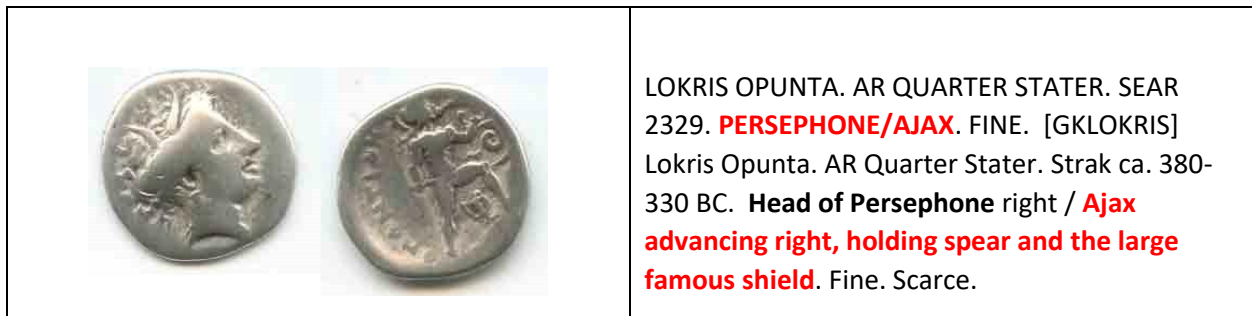 LOKRIS OPUNTA. AR QUARTER STATER. SEAR
2329. PERSEPHONE/AJAX. FINE. [GKLOKRIS]
Lokris Opunta. AR Quarter Stater. Strak ca. 380-
330 BC. Head of Persephone right / Ajax
advancing right, holding spear and the large
famous shield. Fine. Scarce.